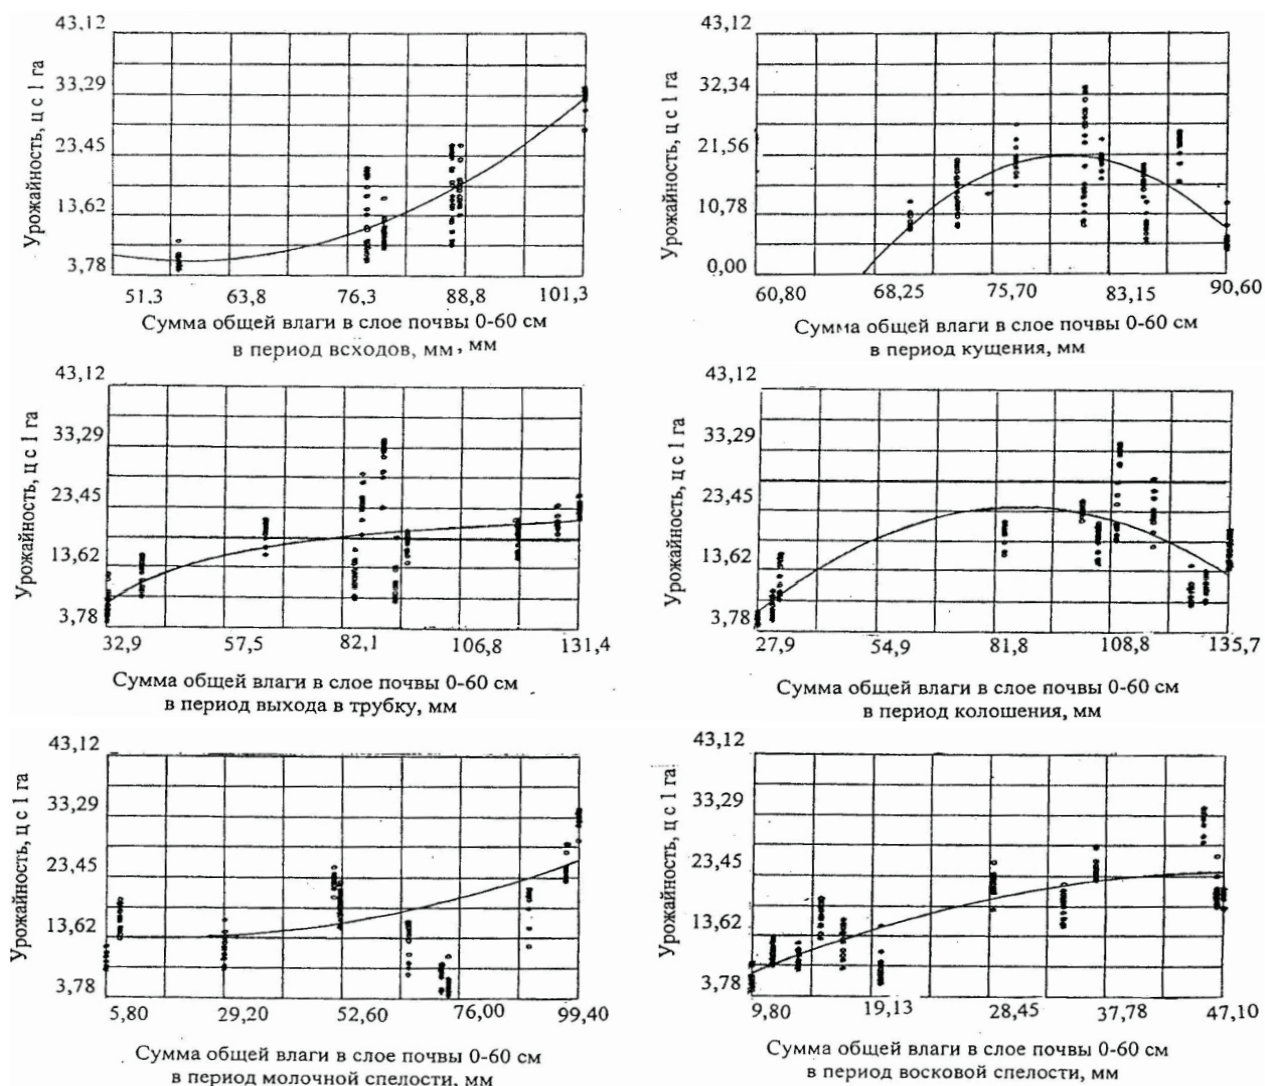 43,12
33,29
23,45
13,62
3,78
Урожайность, ц с 1 га
51,3 63,8 76,3 88,8 101,3
Сумма общей влаги в слое почвы 0-60 см
в период всходов, мм, мм
43,12
32,34
21,56
10,78
0,00
Урожайность, ц с 1 га
60,80 68,25 75,70 83,15 90,60
Сумма общей влаги в слое почвы 0-60 см
в период кущения, мм
43,12
33,29
23,45
13,62
3,78
Урожайность, ц с 1 га
32,9 57,5 82,1 106,8 131,4
Сумма общей влаги в слое почвы 0-60 см
в период выхода в трубку, мм
43,12
33,29
23,45
13,62
3,78
Урожайность, ц с 1 га
27,9 54,9 81,8 108,8 135,7
Сумма общей влаги в слое почвы 0-60 см
в период колошения, мм
43,12
33,29
23,45
13,62
3,78
Урожайность, ц с 1 га
5,80 29,20 52,60 76,00 99,40
Сумма общей влаги в слое почвы 0-60 см
в период молочной спелости, мм
43,12
33,29
23,45
13,62
3,78
Урожайность, ц с 1 га
9,80 19,13 28,45 37,78 47,10
Сумма общей влаги в слое почвы 0-60 см
в период восковой спелости, мм